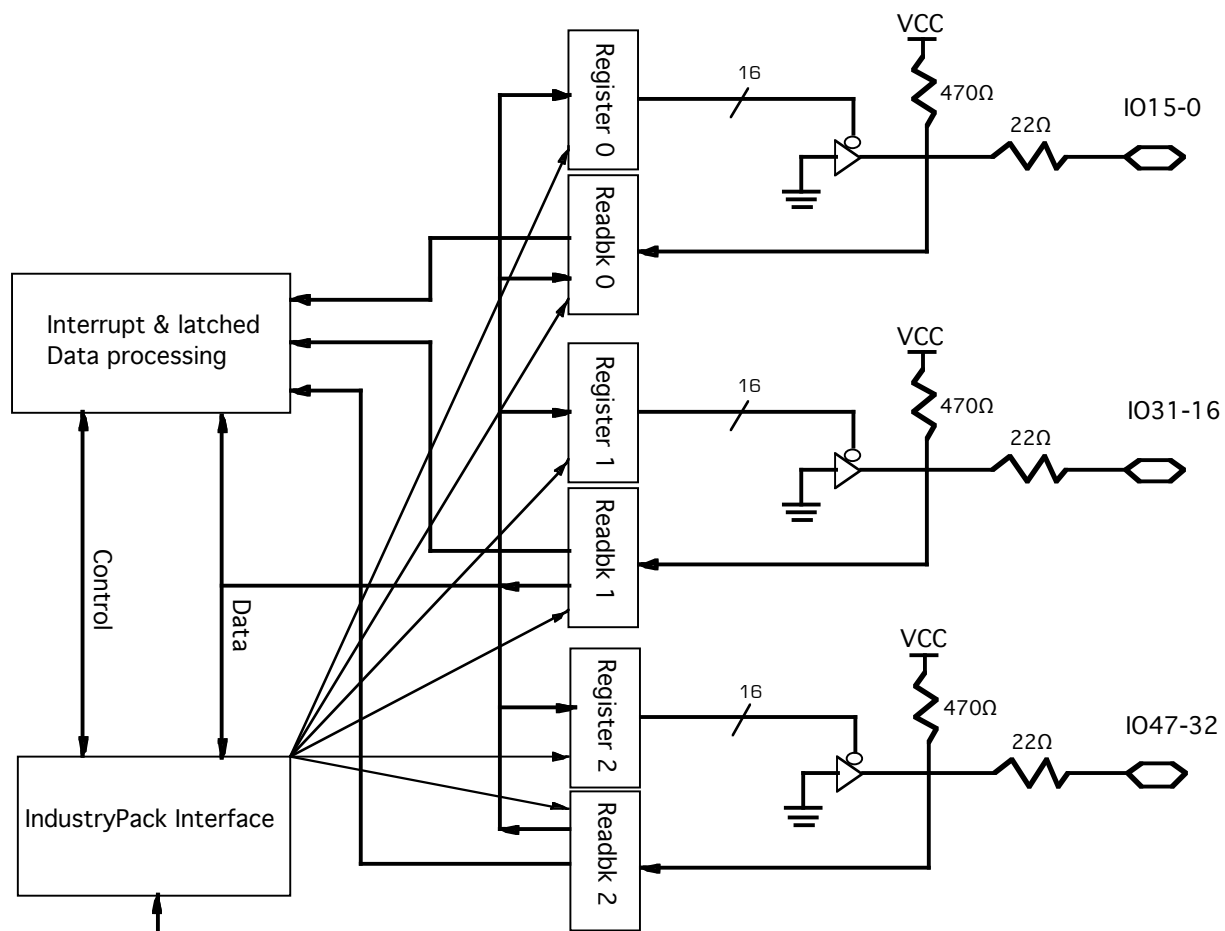 VCC
Register 0
16
470Ω
IO15-0
22Ω
Readbk 0
Interrupt & latched
Data processing
VCC
Register 1
16
470Ω
IO31-16
22Ω
Readbk 1
Control
Data
VCC
Register 2
16
470Ω
IO47-32
22Ω
IndustryPack Interface
Readbk 2